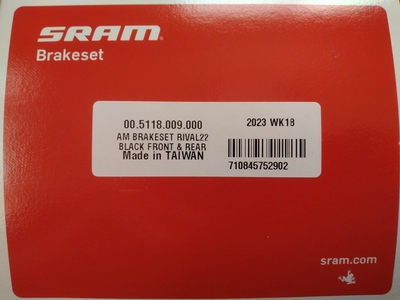 SRAM
Brakeset
00.5118.009.000
2023 WK18
AM BRAKESET RIVAL22
BLACK FRONT & REAR
Made in TAIWAN
710845752902
sram.com